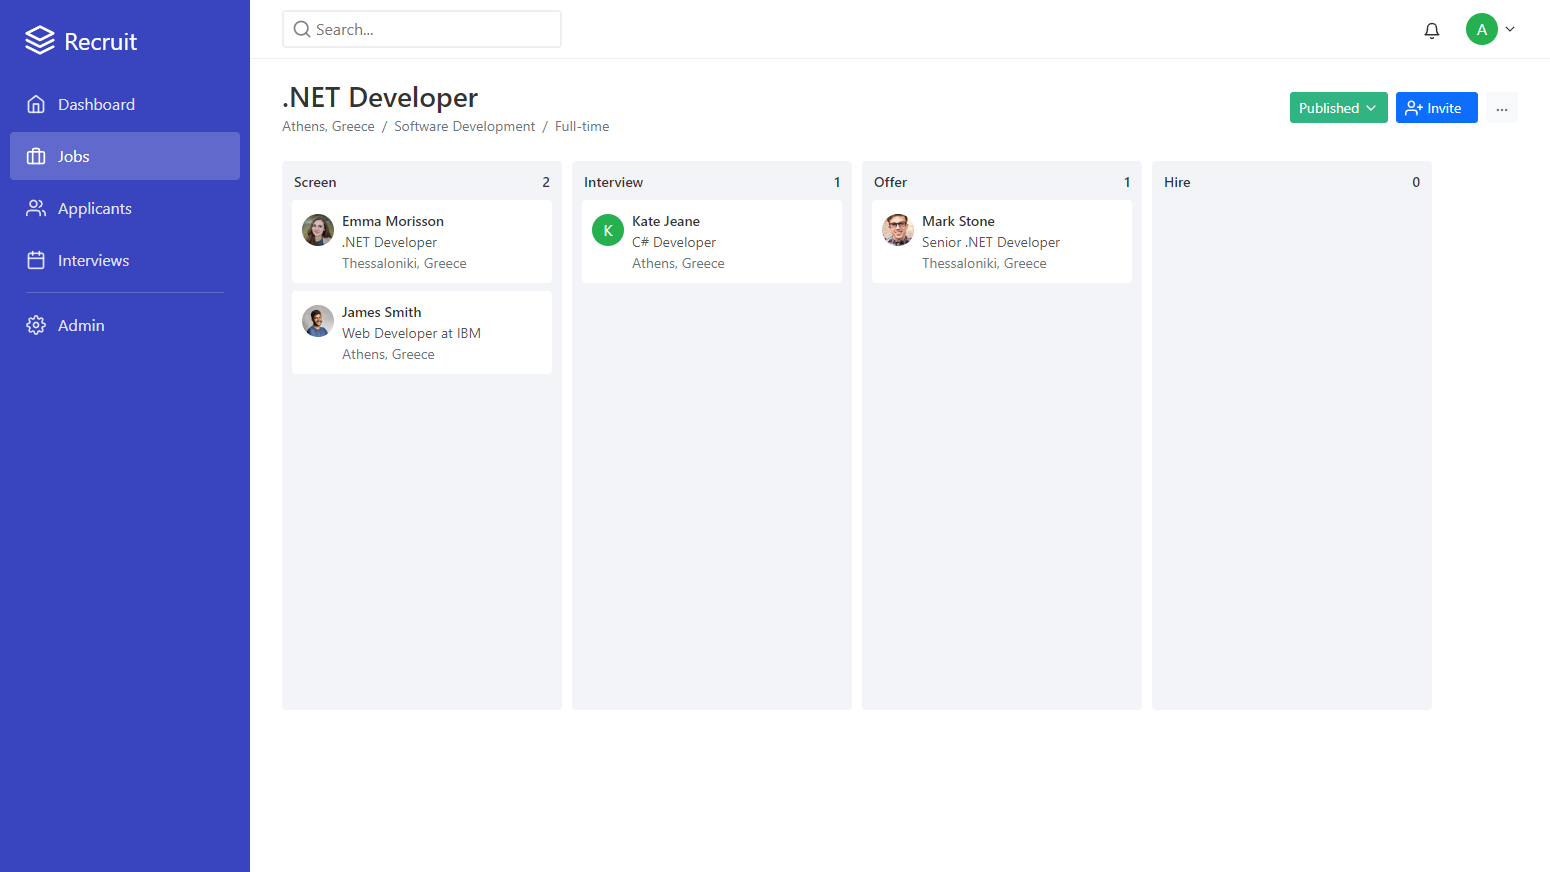 Recruit
Dashboard
Jobs
Applicants
Interviews
Admin
Search...
A
.NET Developer
Athens, Greece / Software Development / Full-time
Published
Invite
...
Screen 2
Emma Morisson
.NET Developer
Thessaloniki, Greece
James Smith
Web Developer at IBM
Athens, Greece
Interview 1
K
Kate Jeane
C# Developer
Athens, Greece
Offer 1
Mark Stone
Senior .NET Developer
Thessaloniki, Greece
Hire 0